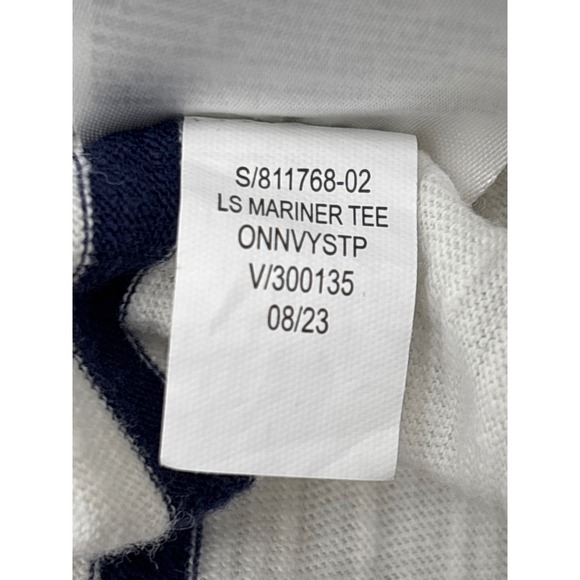 S/811768-02
LS MARINER TEE
ONNVYSTP
V/300135
08/23